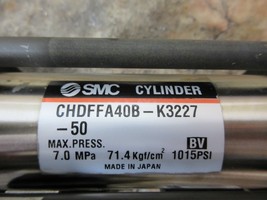 SMC CYLINDER
CHDFFA40B-K3227
-50
MAX.PRESS. BV
7.0 MPa 71.4 Kgf/cm² 1015PSI
MADE IN JAPAN